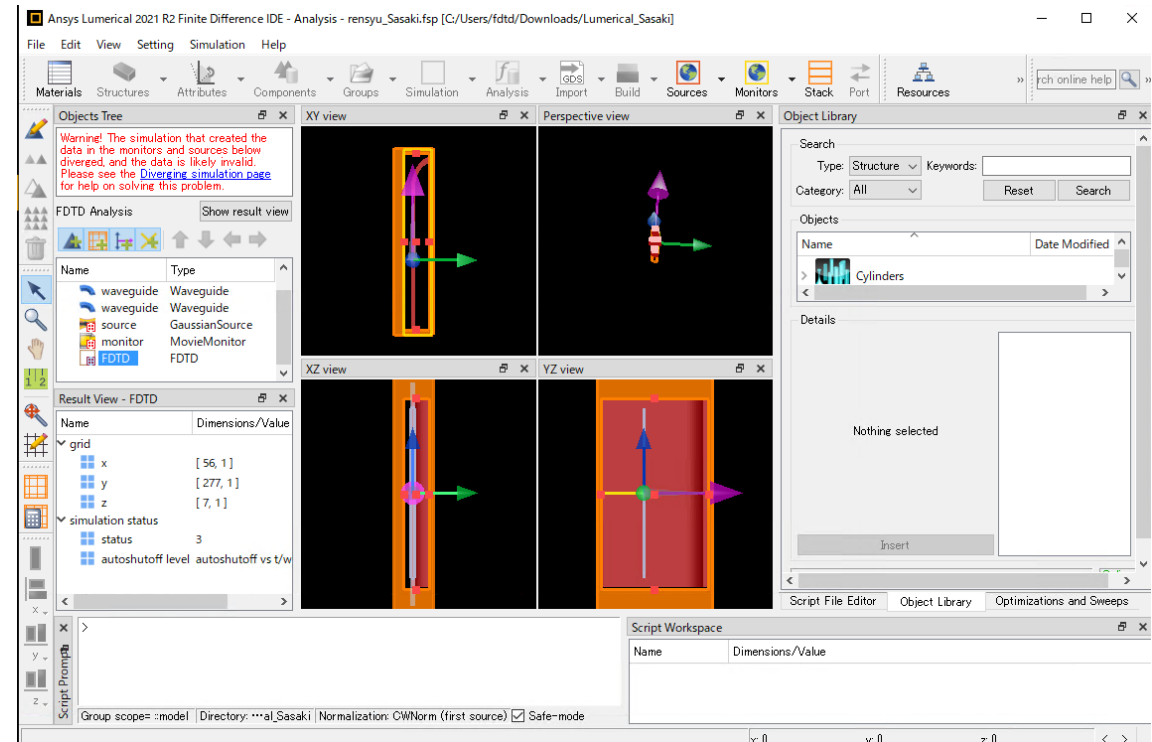 Ansys Lumerical 2021 R2 Finite Difference IDE - Analysis - rensyu_Sasaki.fsp [C:/Users/fdtd/Downloads/Lumerical_Sasaki]
File Edit View Setting Simulation Help
Materials Structures Attributes Components Groups Simulation Analysis Import Build Sources Monitors Stack Port Resources
GDS
» rch online help »
Objects Tree
Warning! The simulation that created the
data in the monitors and sources below
diverged, and the data is likely invalid.
Please see the Diverging simulation page
for help on solving this problem.
FDTD Analysis Show result view
Name Type
waveguide Waveguide
waveguide Waveguide
source GaussianSource
monitor MovieMonitor
FDTD FDTD
Result View - FDTD
Name Dimensions/Value
grid
x [ 56, 1 ]
y [ 277, 1 ]
z [ 7, 1 ]
simulation status
status 3
autoshutoff level autoshutoff vs t/w
XY view
Perspective view
XZ view
YZ view
Object Library
Search
Type: Structure Keywords:
Category: All Reset Search
Objects
Name Date Modified
Cylinders
Details
Nothing selected
Insert
Script File Editor Object Library Optimizations and Sweeps
1 2
x
y
z
Script Prompt
>
Group scope= ::model Directory: ···al_Sasaki Normalization: CWNorm (first source) Safe-mode
Script Workspace
Name Dimensions/Value